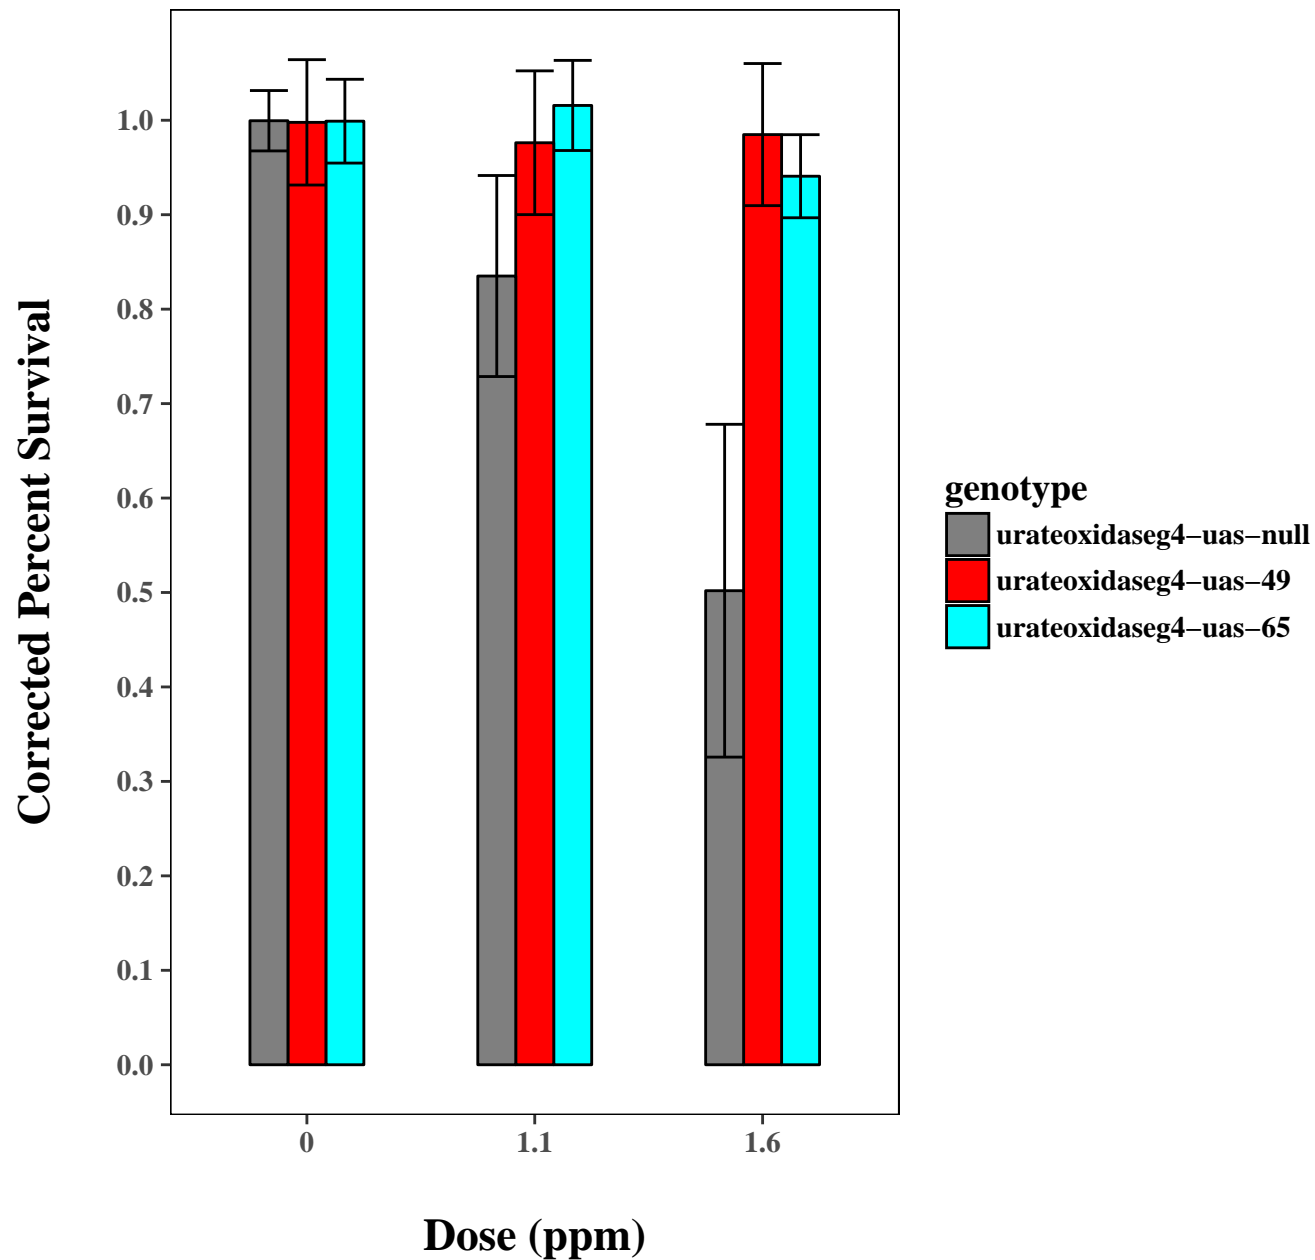 Corrected Percent Survival
1.0
0.9
0.8
0.7
0.6
0.5
0.4
0.3
0.2
0.1
0.0
0
1.1
1.6
Dose (ppm)
genotype
urateoxidaseg4−uas−null
urateoxidaseg4−uas−49
urateoxidaseg4−uas−65